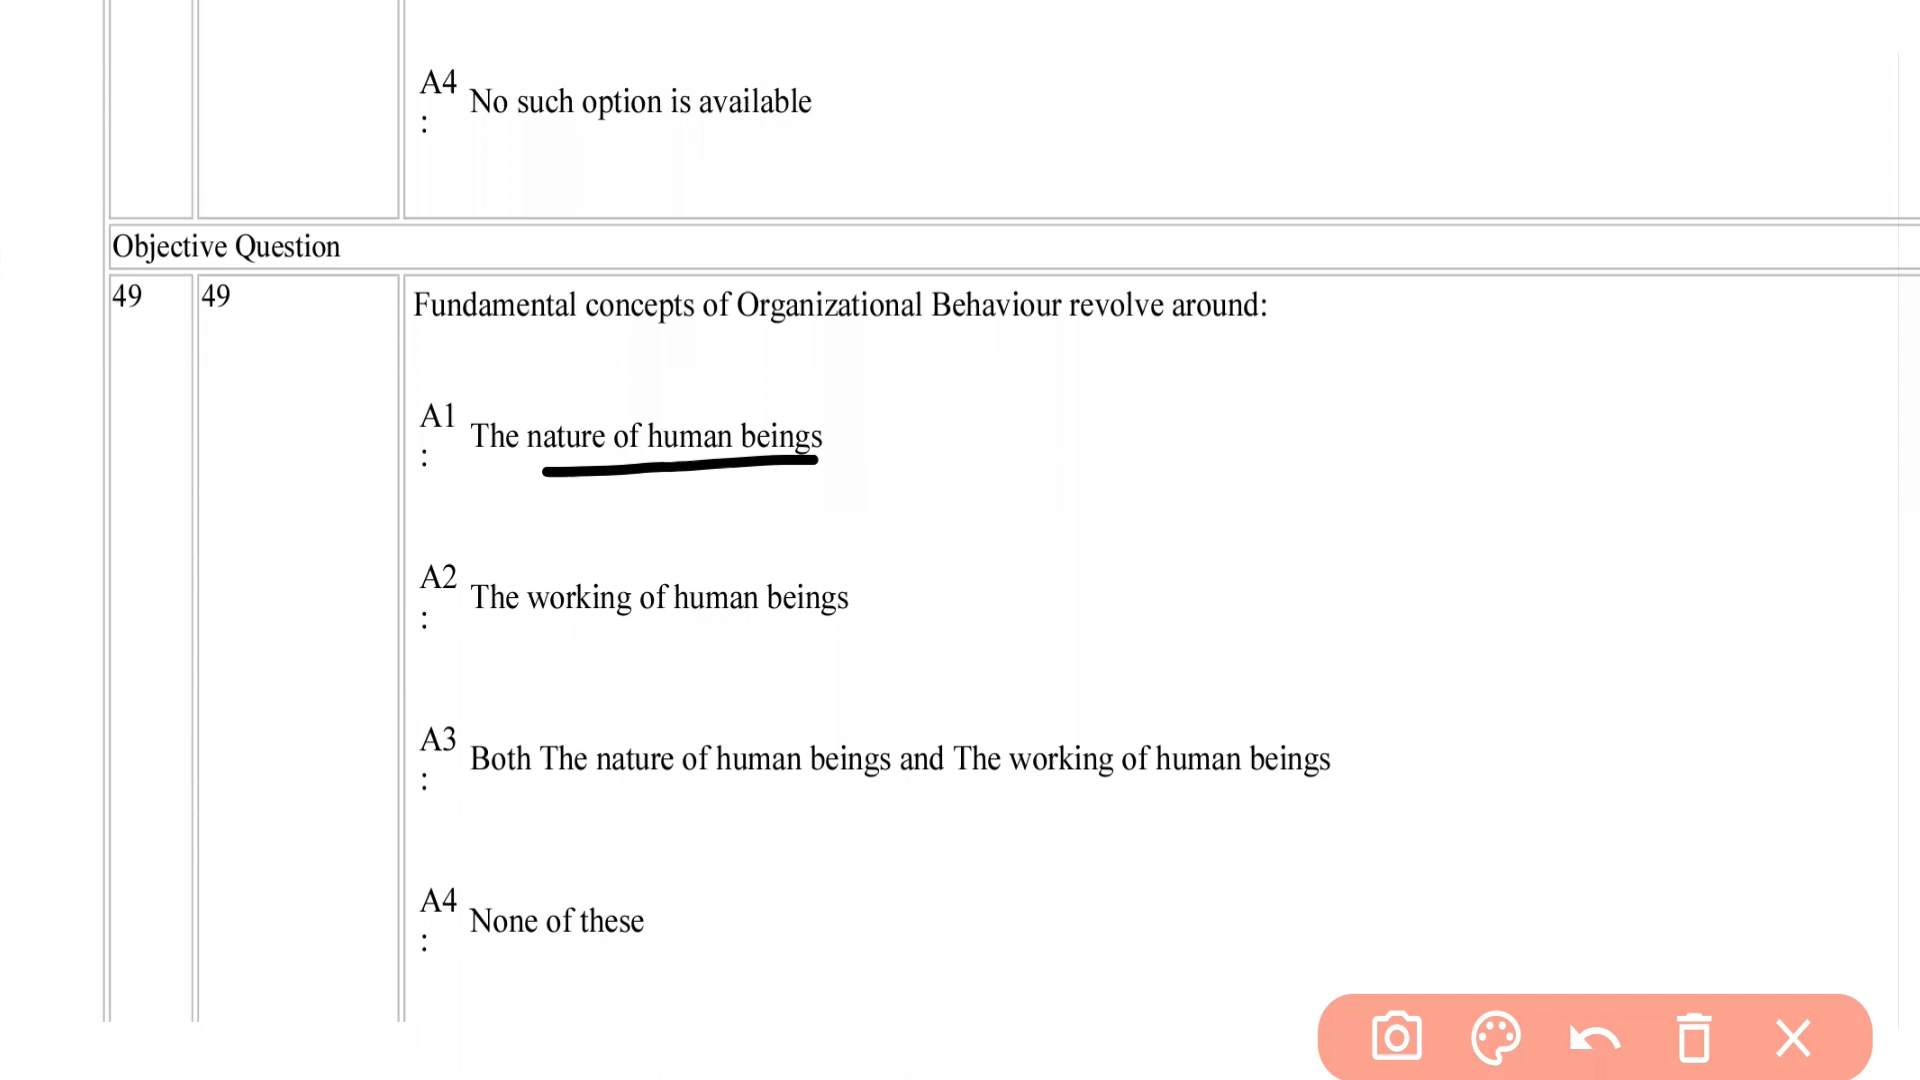 A4
:
No such option is available
Objective Question
49
49
Fundamental concepts of Organizational Behaviour revolve around:
A1
:
The nature of human beings
A2
:
The working of human beings
A3
:
Both The nature of human beings and The working of human beings
A4
:
None of these